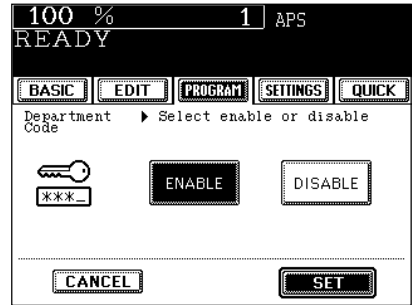 100 % 1 APS
READY
BASIC EDIT PROGRAM SETTINGS QUICK
Department ▶ Select enable or disable
Code
***_ ENABLE DISABLE
CANCEL SET